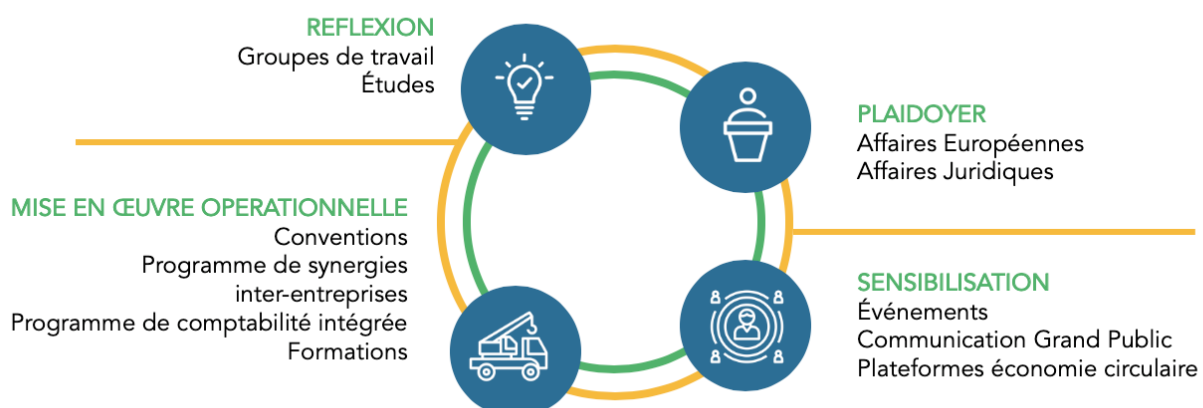 REFLEXION
Groupes de travail
Études
PLAIDOYER
Affaires Européennes
Affaires Juridiques
MISE EN ŒUVRE OPERATIONNELLE
Conventions
Programme de synergies
inter-entreprises
Programme de comptabilité intégrée
Formations
SENSIBILISATION
Événements
Communication Grand Public
Plateformes économie circulaire